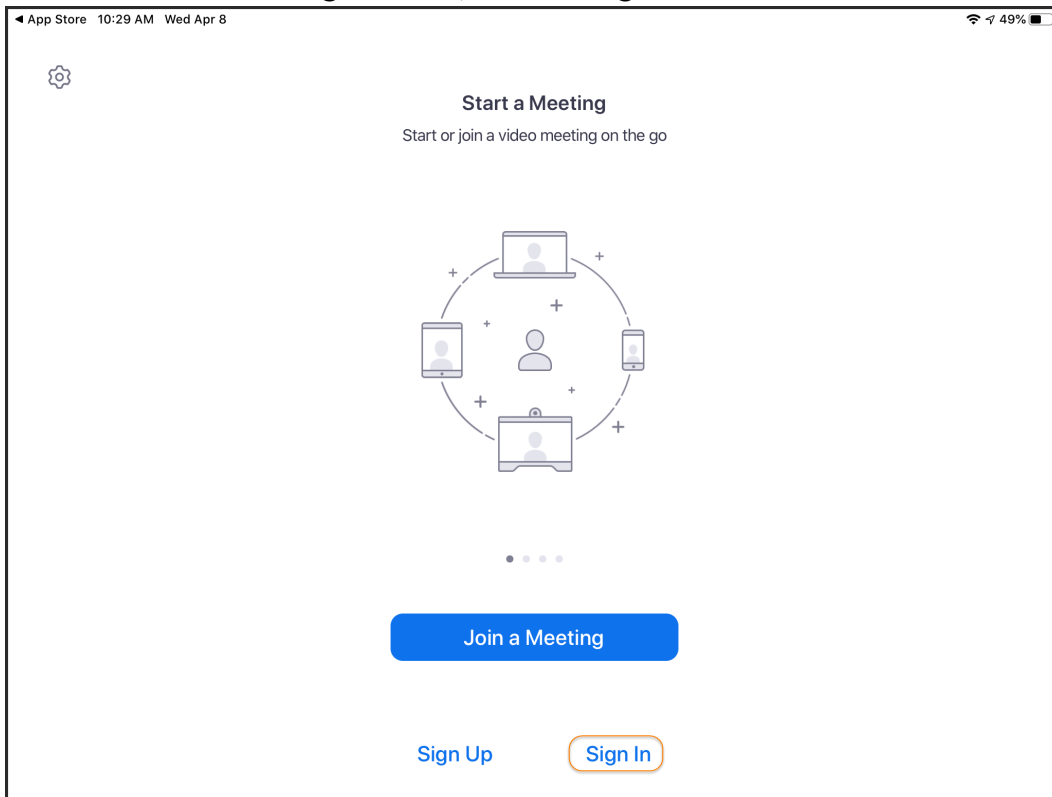 ◀ App Store 10:29 AM Wed Apr 8 49%
Start a Meeting
Start or join a video meeting on the go
Join a Meeting
Sign Up Sign In